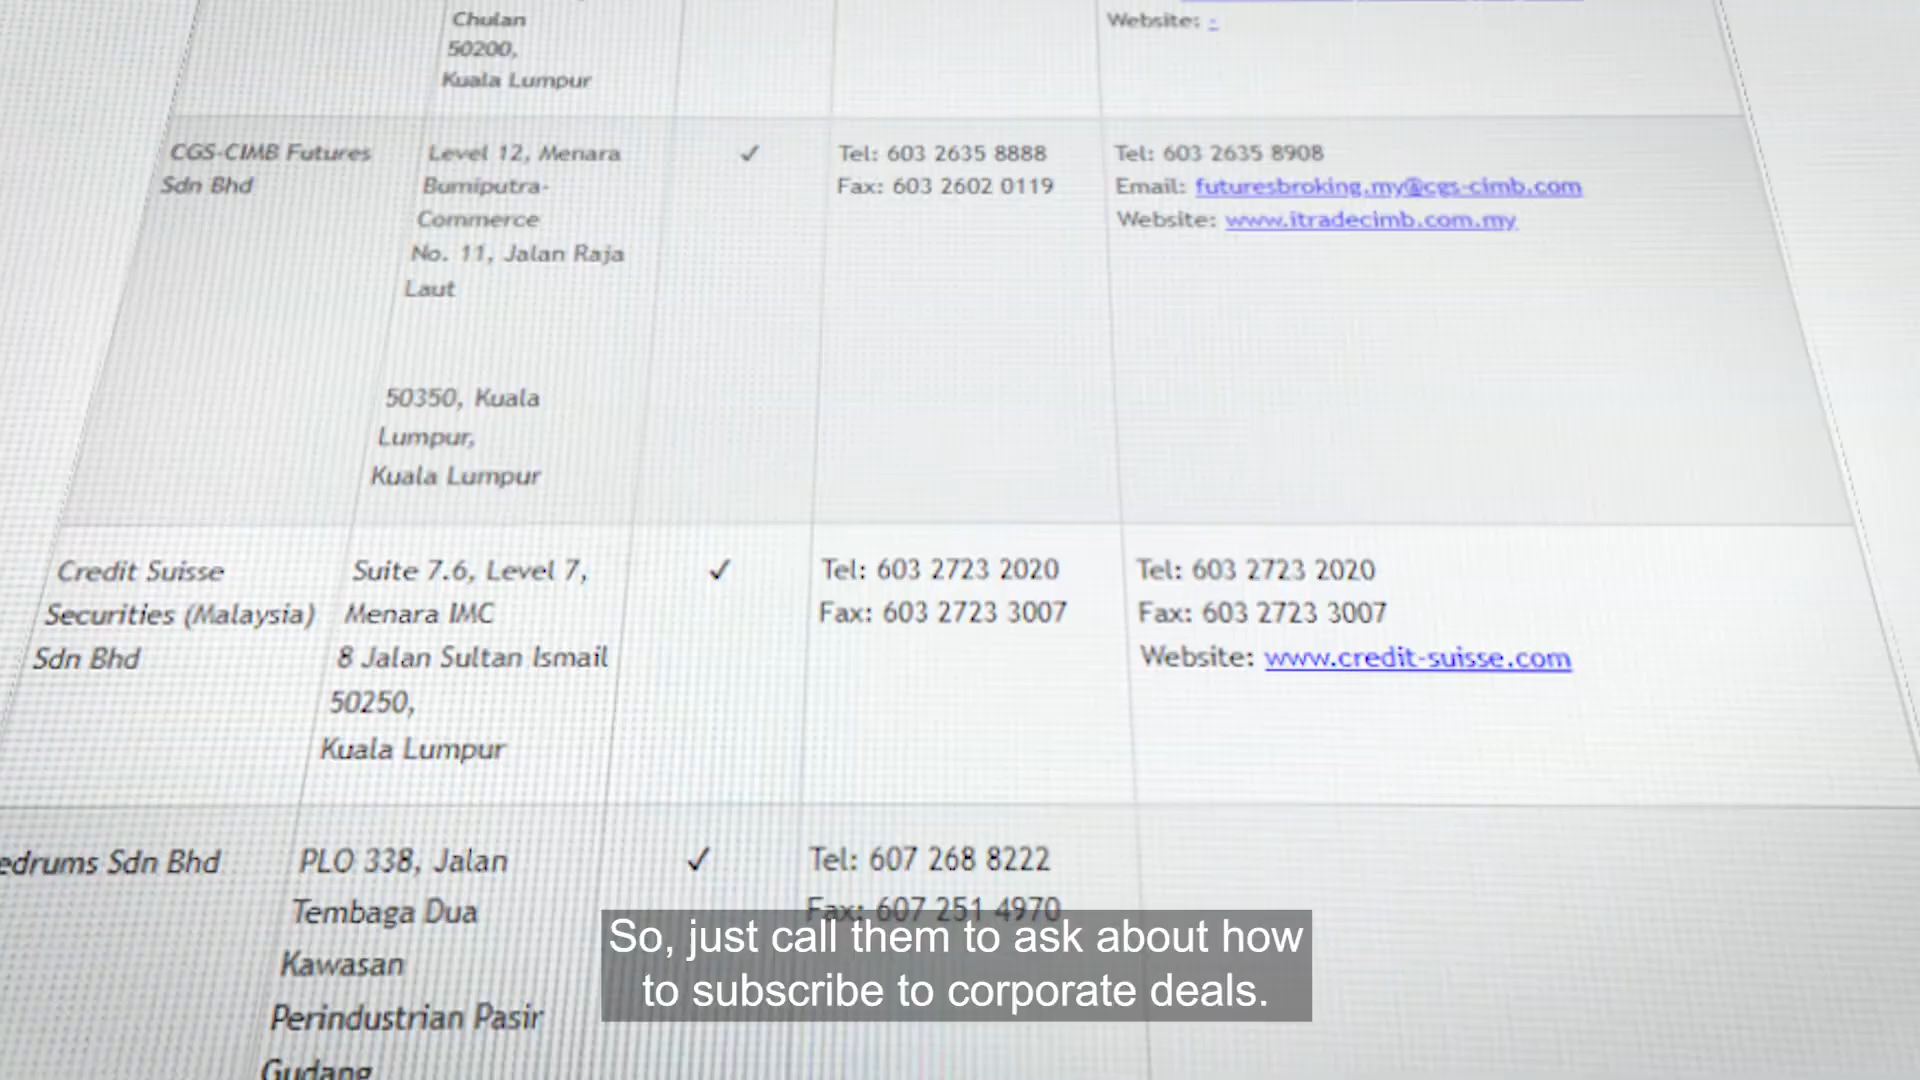 Chulan
50200,
Kuala Lumpur
Website: -
CGS-CIMB Futures
Sdn Bhd
Level 12, Menara
Bumiputra-
Commerce
No. 11, Jalan Raja
Laut
50350, Kuala
Lumpur,
Kuala Lumpur
✓
Tel: 603 2635 8888
Fax: 603 2602 0119
Tel: 603 2635 8908
Email: futuresbroking.my@cgs-cimb.com
Website: www.itradecimb.com.my
Credit Suisse
Securities (Malaysia)
Sdn Bhd
Suite 7.6, Level 7,
Menara IMC
8 Jalan Sultan Ismail
50250,
Kuala Lumpur
✓
Tel: 603 2723 2020
Fax: 603 2723 3007
Tel: 603 2723 2020
Fax: 603 2723 3007
Website: www.credit-suisse.com
edrums Sdn Bhd
PLO 338, Jalan
Tembaga Dua
Kawasan
Perindustrian Pasir
Gudang
✓
Tel: 607 268 8222
Fax: 607 251 4970
So, just call them to ask about how
to subscribe to corporate deals.